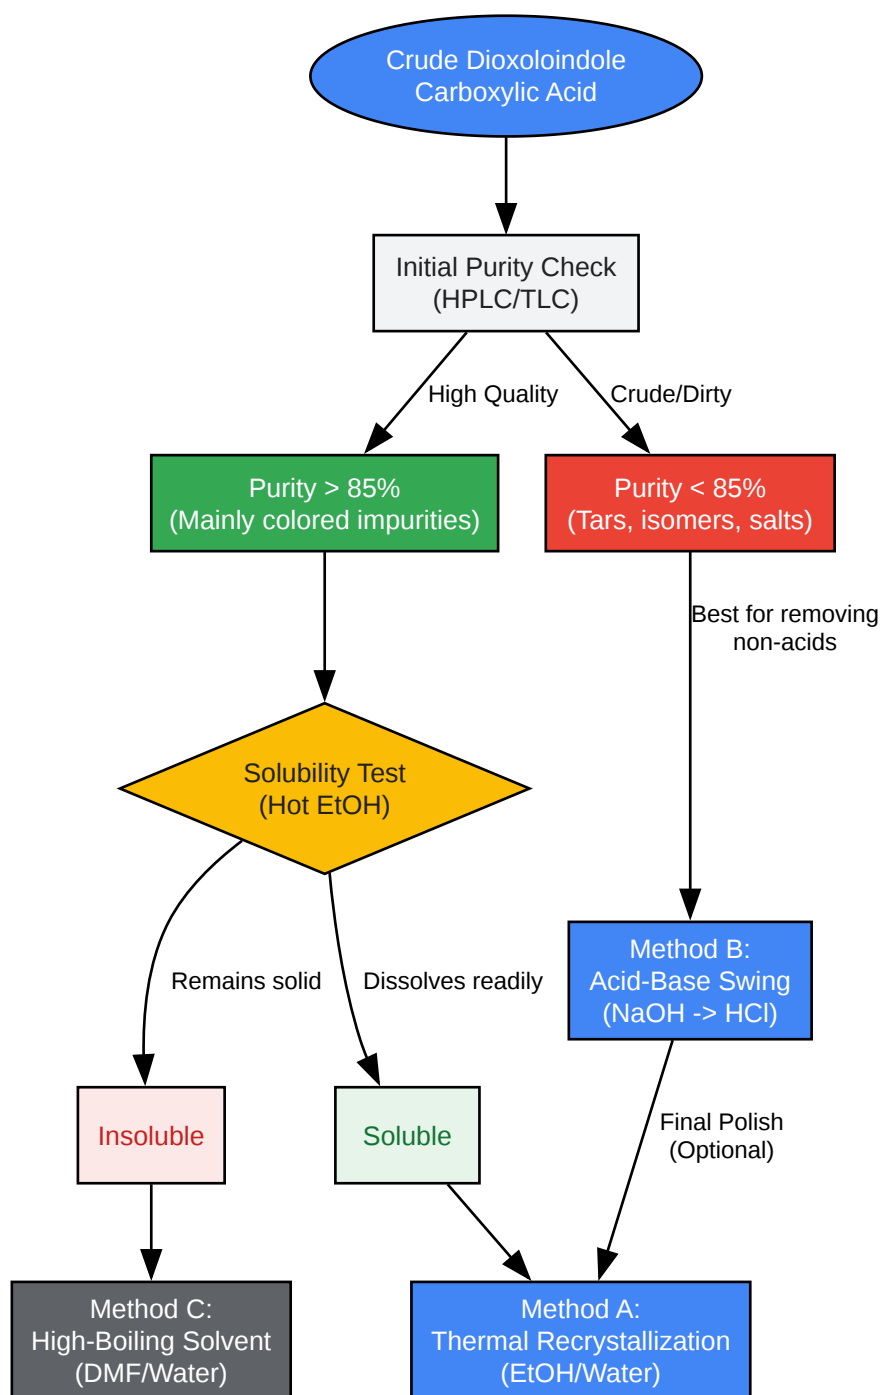 Crude Dioxoloindole
Carboxylic Acid
Initial Purity Check
(HPLC/TLC)
High Quality
Crude/Dirty
Purity > 85%
(Mainly colored impurities)
Purity < 85%
(Tars, isomers, salts)
Best for removing
non-acids
Solubility Test
(Hot EtOH)
Method B:
Acid-Base Swing
(NaOH -> HCl)
Remains solid
Dissolves readily
Insoluble
Soluble
Final Polish
(Optional)
Method C:
High-Boiling Solvent
(DMF/Water)
Method A:
Thermal Recrystallization
(EtOH/Water)